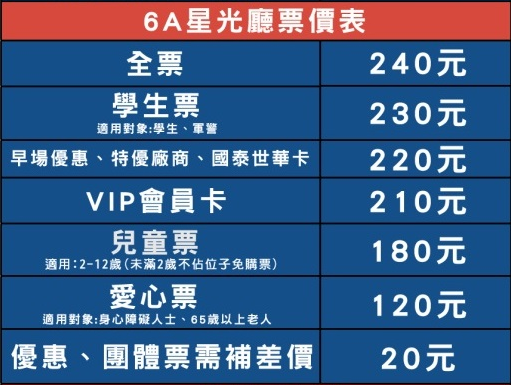 6A星光廳票價表
全票 240元
學生票 230元
適用對象:學生、軍警
早場優惠、特優廠商、國泰世華卡 220元
VIP會員卡 210元
兒童票 180元
適用:2-12歲(未滿2歲不佔位子免購票)
愛心票 120元
適用對象:身心障礙人士、65歲以上老人
優惠、團體票需補差價 20元